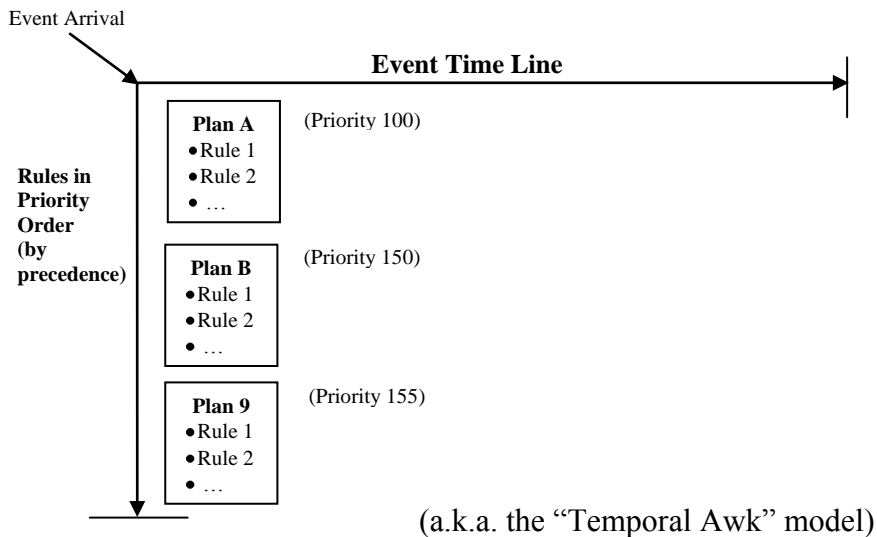 Event Arrival
Event Time Line
Plan A
(Priority 100)
•Rule 1
•Rule 2
• …
Rules in
Priority
Order
(by
precedence)
Plan B
(Priority 150)
•Rule 1
•Rule 2
• …
Plan 9
(Priority 155)
•Rule 1
•Rule 2
• …
(a.k.a. the “Temporal Awk” model)